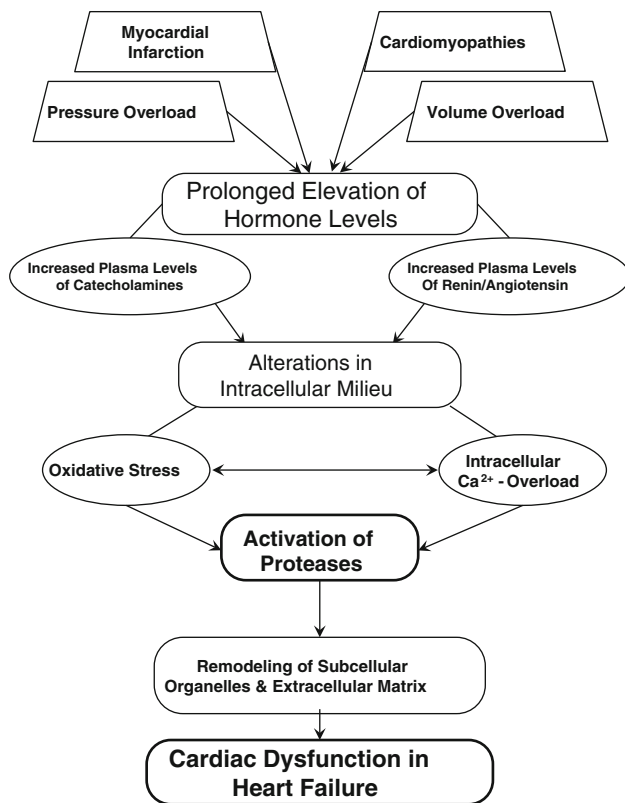 Myocardial
Infarction
Cardiomyopathies
Pressure Overload
Volume Overload
Prolonged Elevation of
Hormone Levels
Increased Plasma Levels
of Catecholamines
Increased Plasma Levels
Of Renin/Angiotensin
Alterations in
Intracellular Milieu
Oxidative Stress
Intracellular
Ca²⁺ - Overload
Activation of
Proteases
Remodeling of Subcellular
Organelles & Extracellular Matrix
Cardiac Dysfunction in
Heart Failure